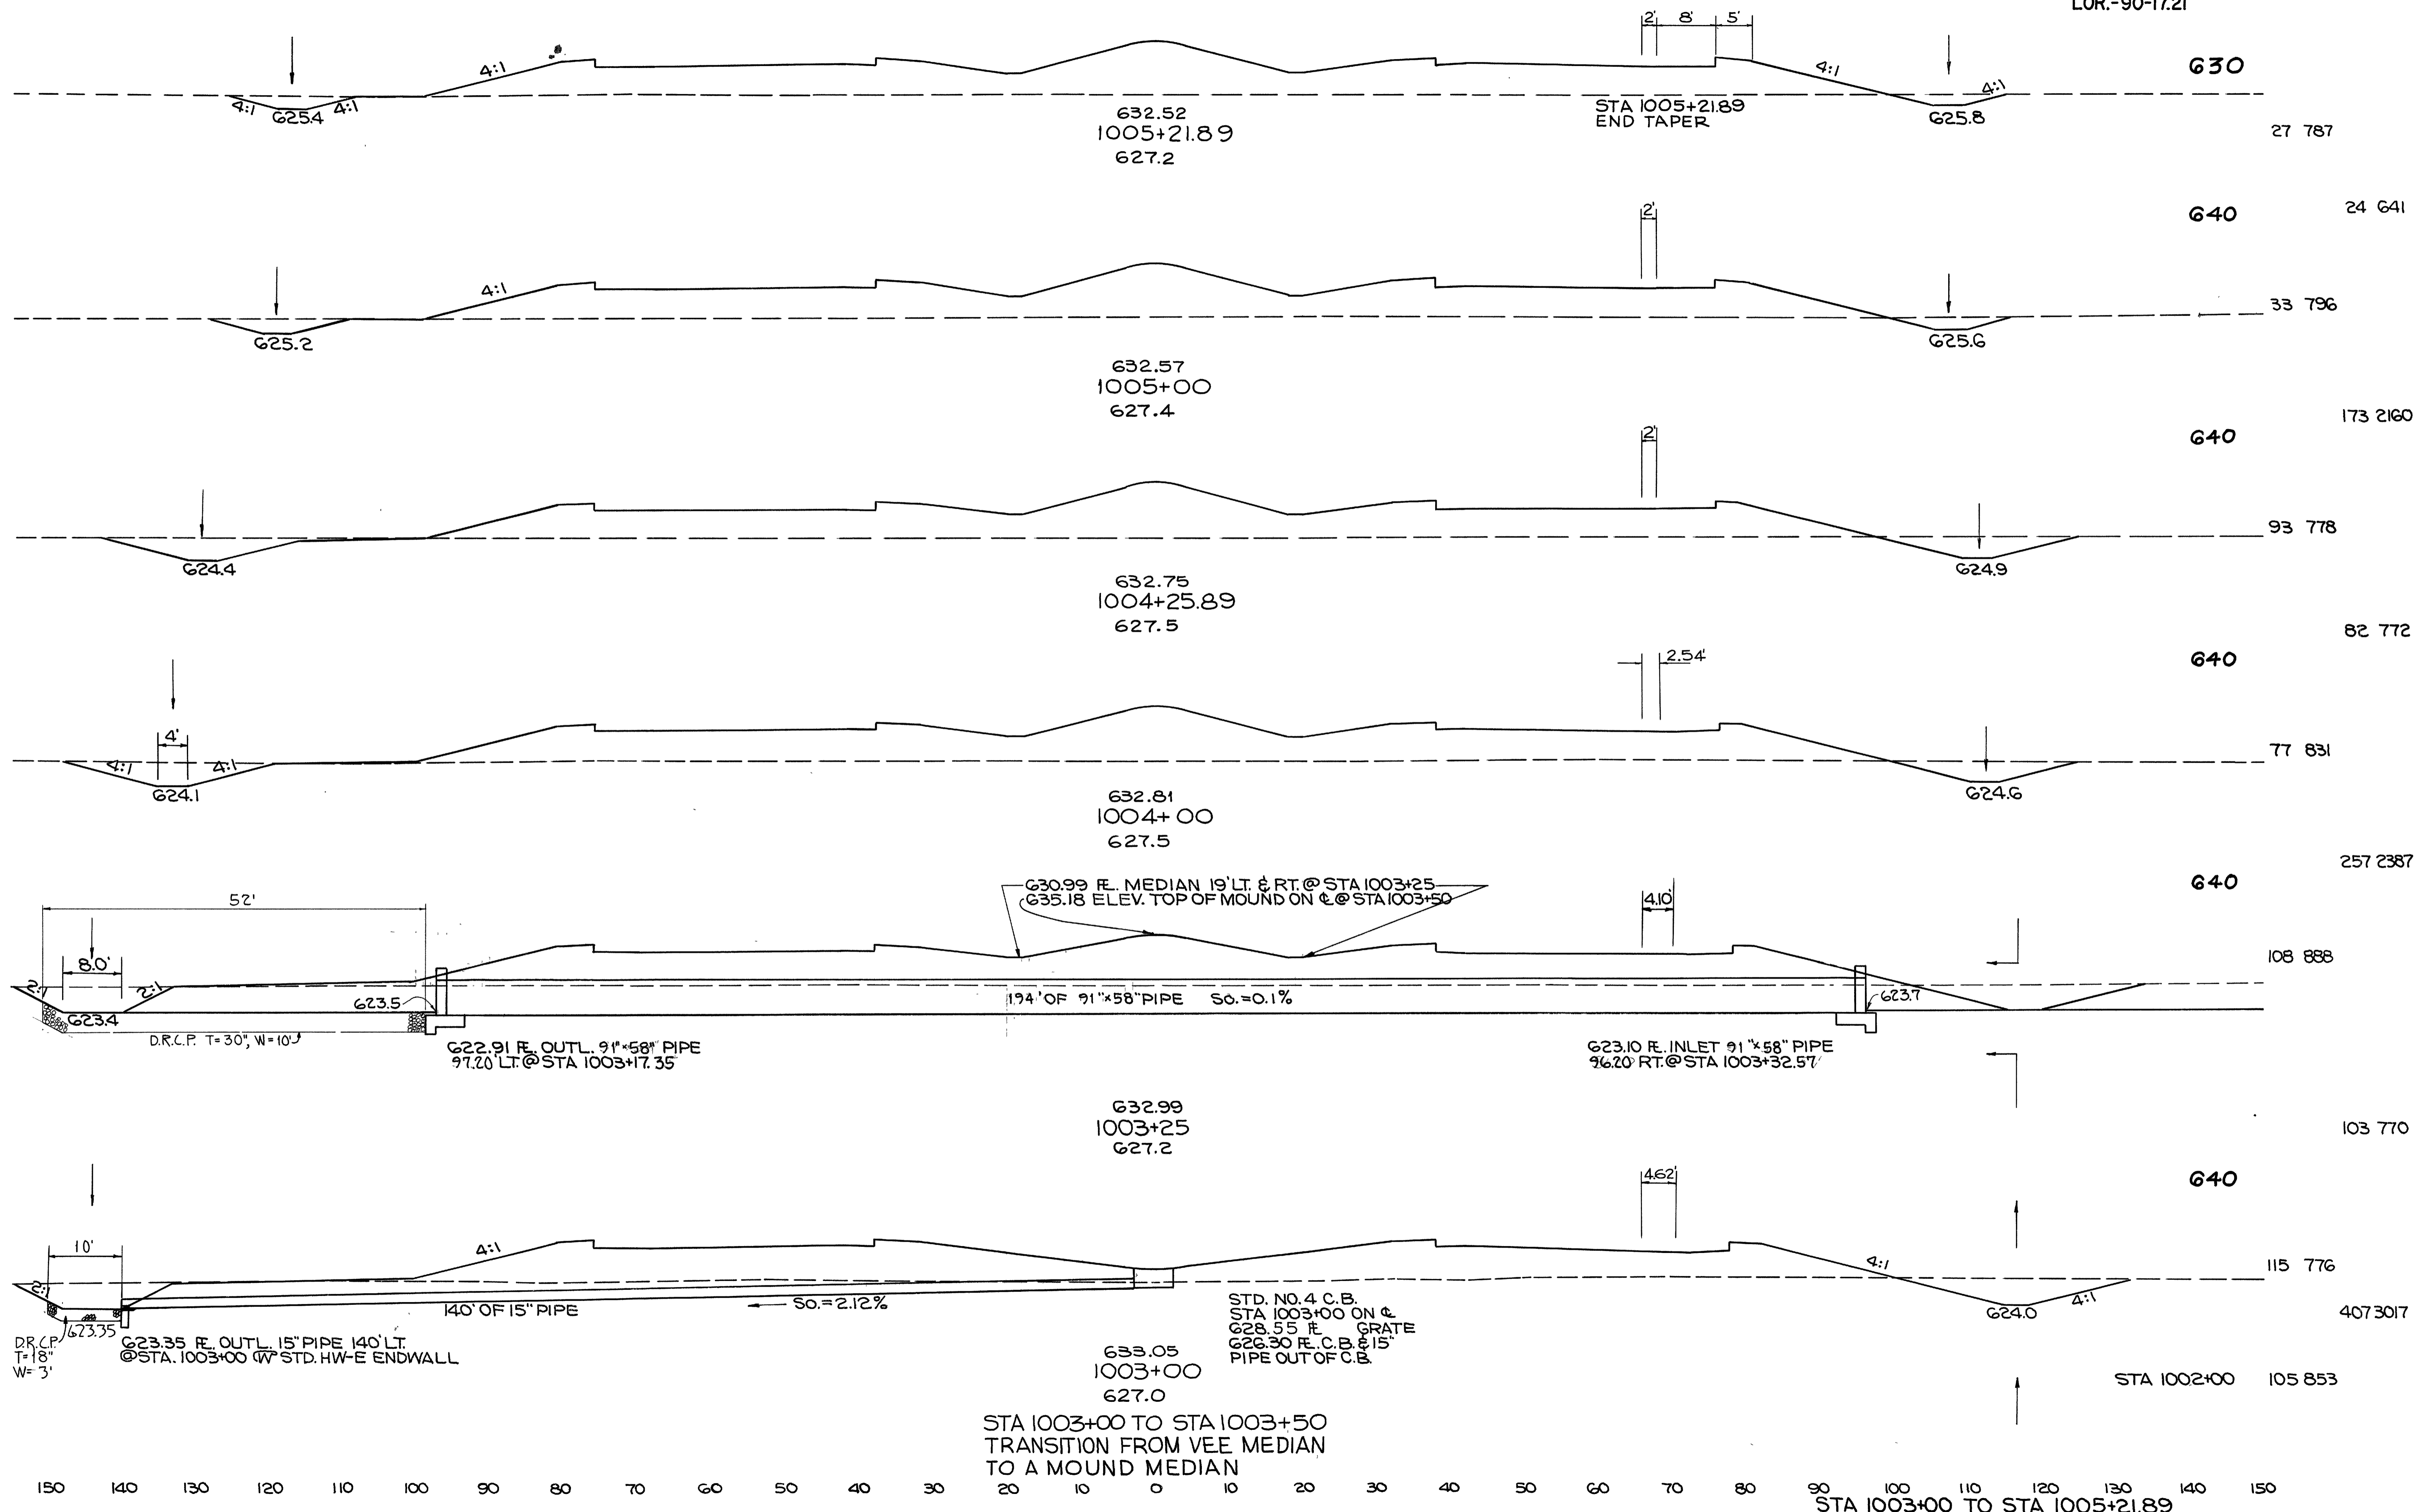 LOR.-90-17.21
2' 8' 5'
4:1 4:1 630
4:1 4:1 4:1
625.4 632.52 STA 1005+21.89 625.8
1005+21.89 END TAPER
627.2 27 787
2' 640 24 641
4:1 33 796
625.2 625.6
632.57
1005+00
627.4 173 2160
2' 640
93 778
624.4 624.9
632.75
1004+25.89
627.5 82 772
2.54' 640
4'
4:1 4:1 77 831
624.1 624.6
632.81
1004+00
627.5
257 2387
640
630.99 ℄. MEDIAN 19' LT. & RT. @ STA 1003+25
52' 635.18 ELEV. TOP OF MOUND ON ℄ @ STA 1003+50 4.10'
8.0' 108 888
2:1 2:1
623.5 194' OF 91"×58" PIPE SO.=0.1% 623.7
623.4
D.R.C.P. T=30", W=10'
622.91 ℄. OUTL. 91"×58" PIPE 623.10 ℄. INLET 91"×58" PIPE
97.20 LT. @ STA 1003+17.35 96.20 RT. @ STA 1003+32.57
632.99
1003+25
627.2 103 770
4.62' 640
10' 4:1 4:1 115 776
2:1
140' OF 15" PIPE SO.=2.12% 624.0 4:1 407 3017
STD. NO. 4 C.B.
STA 1003+00 ON ℄
628.55 ℄ GRATE
626.30 ℄. C.B. & 15"
PIPE OUT OF C.B.
623.35
D.R.C.P.
T=18"
W=3'
623.35 ℄. OUTL. 15" PIPE 140' LT.
@ STA. 1003+00 W STD. HW-E ENDWALL
633.05
1003+00
627.0
STA 1002+00 105 853
STA 1003+00 TO STA 1003+50
TRANSITION FROM VEE MEDIAN
TO A MOUND MEDIAN
150 140 130 120 110 100 90 80 70 60 50 40 30 20 10 0 10 20 30 40 50 60 70 80 90 100 110 120 130 140 150
STA 1003+00 TO STA 1005+21.89